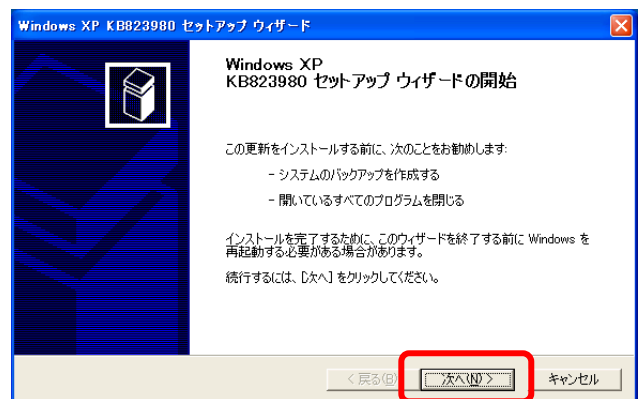 Windows XP KB823980 セットアップ ウィザード
Windows XP
KB823980 セットアップ ウィザードの開始
この更新をインストールする前に、次のことをお勧めします:
- システムのバックアップを作成する
- 開いているすべてのプログラムを閉じる
インストールを完了するために、このウィザードを終了する前に Windows を
再起動する必要がある場合があります。
続行するには、[次へ] をクリックしてください。
< 戻る(B)
次へ(N) >
キャンセル